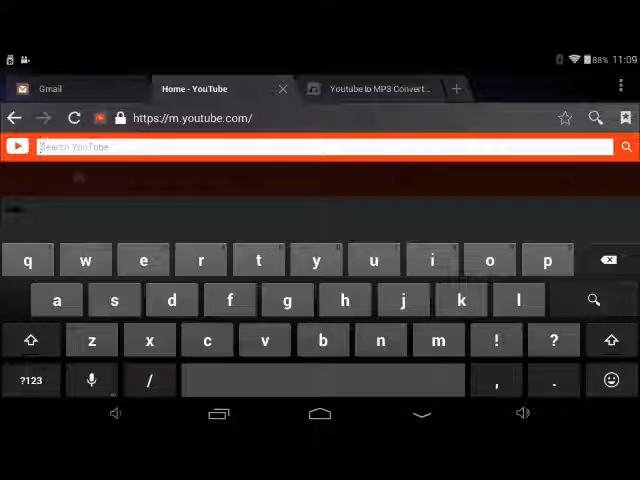 88% 11:09
Gmail Home - YouTube Youtube to MP3 Convert...
https://m.youtube.com/
Search YouTube
q w e r t y u i o p
a s d f g h j k l
z x c v b n m ! ?
?123 / , .